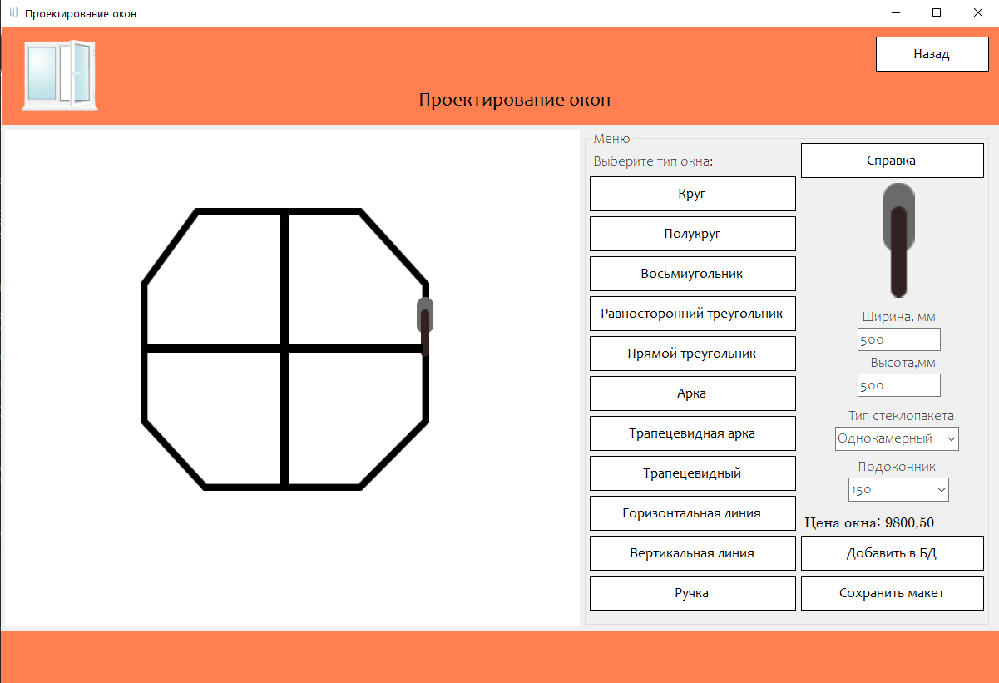 Проектирование окон
Назад
Проектирование окон
Меню
Выберите тип окна:
Круг
Полукруг
Восьмиугольник
Равносторонний треугольник
Прямой треугольник
Арка
Трапецевидная арка
Трапецевидный
Горизонтальная линия
Вертикальная линия
Ручка
Справка
Ширина, мм
500
Высота,мм
500
Тип стеклопакета
Однокамерный
Подоконник
150
Цена окна: 9800,50
Добавить в БД
Сохранить макет